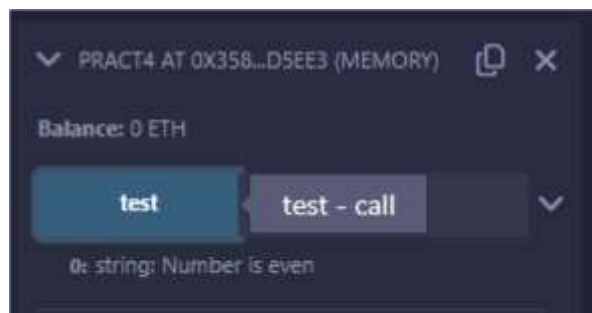 PRACT4 AT 0X358...D5EE3 (MEMORY)
Balance: 0 ETH
test
test - call
0: string: Number is even